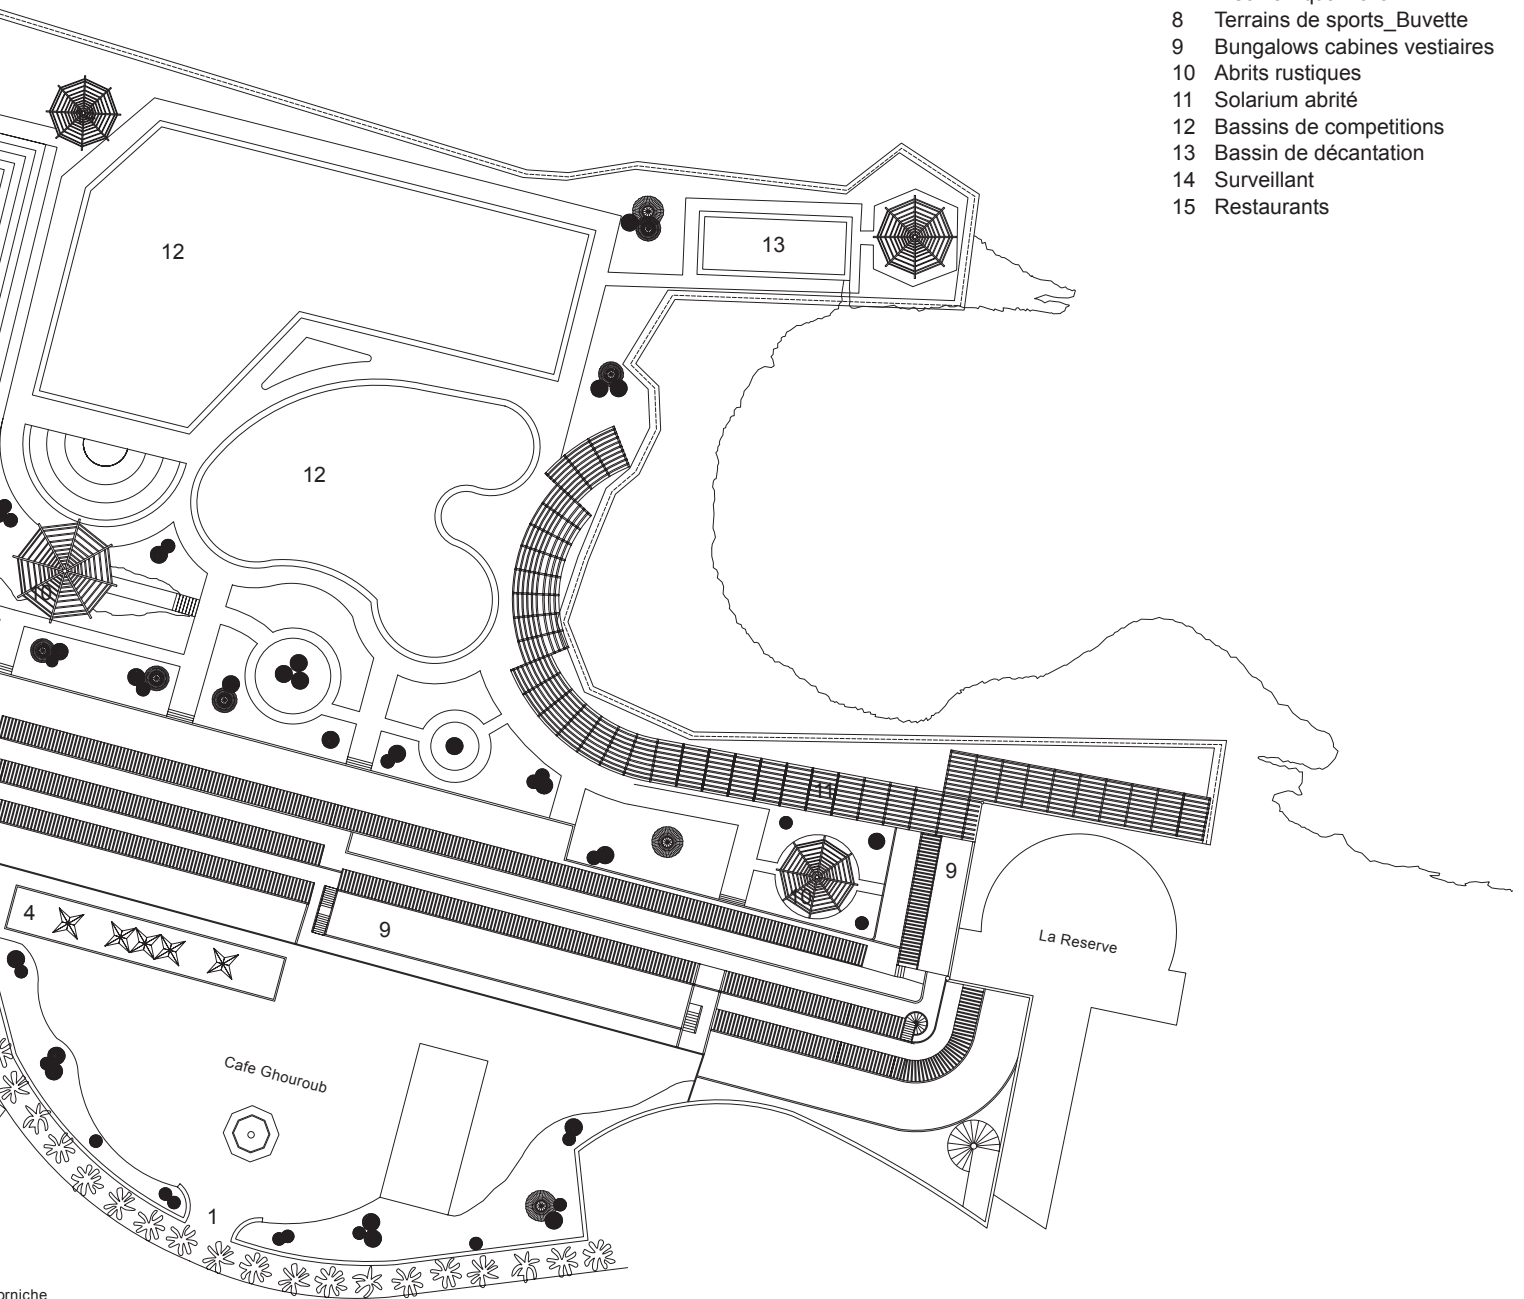 8 Terrains de sports_Buvette
9 Bungalows cabines vestiaires
10 Abrits rustiques
11 Solarium abrité
12 Bassins de competitions
13 Bassin de décantation
14 Surveillant
15 Restaurants
12
13
12
10
11
10
9
4
9
La Reserve
Cafe Ghouroub
1
orniche